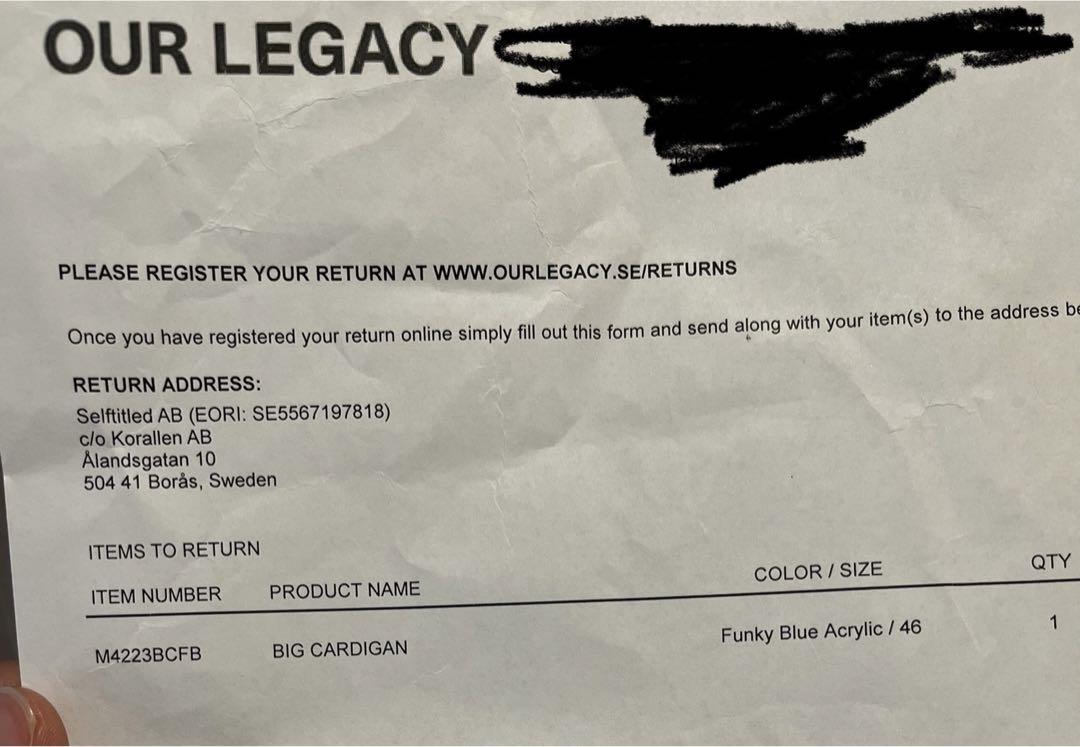 OUR LEGACY
PLEASE REGISTER YOUR RETURN AT WWW.OURLEGACY.SE/RETURNS
Once you have registered your return online simply fill out this form and send along with your item(s) to the address
RETURN ADDRESS:
Selftitled AB (EORI: SE5567197818)
c/o Korallen AB
Ålandsgatan 10
504 41 Borås, Sweden
ITEMS TO RETURN
ITEM NUMBER PRODUCT NAME COLOR / SIZE QTY
M4223BCFB BIG CARDIGAN Funky Blue Acrylic / 46 1